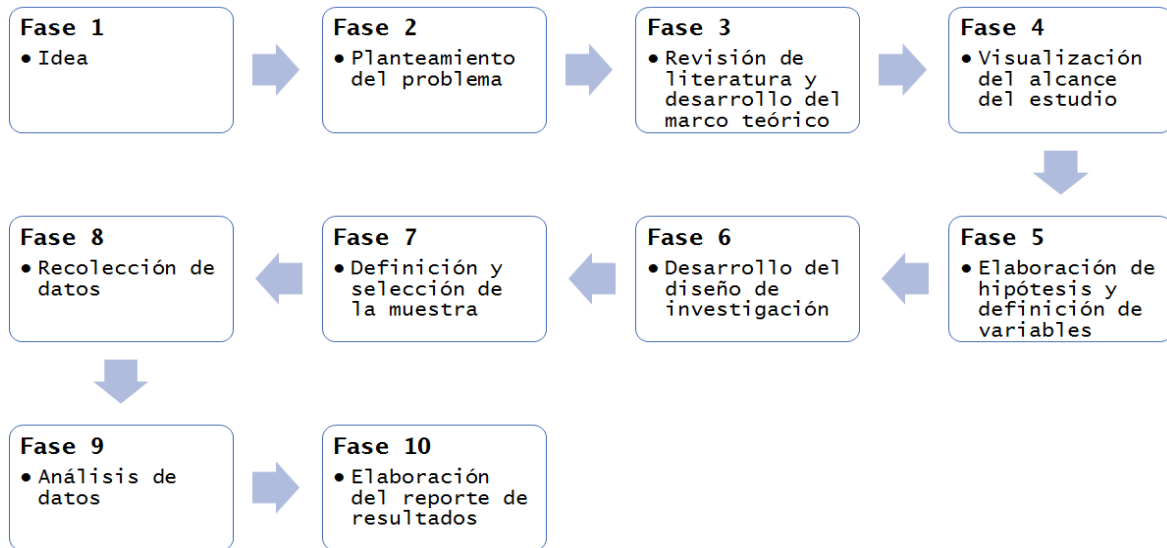 Fase 1
• Idea
Fase 2
• Planteamiento
del problema
Fase 3
• Revisión de
literatura y
desarrollo del
marco teórico
Fase 4
• Visualización
del alcance
del estudio
Fase 5
• Elaboración de
hipótesis y
definición de
variables
Fase 6
• Desarrollo del
diseño de
investigación
Fase 7
• Definición y
selección de
la muestra
Fase 8
• Recolección de
datos
Fase 9
• Análisis de
datos
Fase 10
• Elaboración
del reporte de
resultados